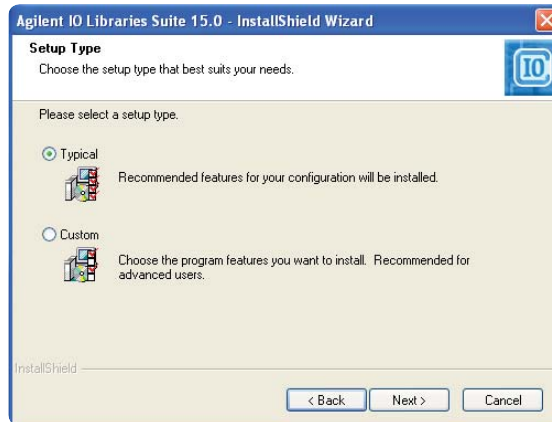 Agilent IO Libraries Suite 15.0 - InstallShield Wizard
Setup Type
Choose the setup type that best suits your needs.
IO
Please select a setup type.
Typical
Recommended features for your configuration will be installed.
Custom
Choose the program features you want to install. Recommended for
advanced users.
InstallShield
< Back
Next >
Cancel